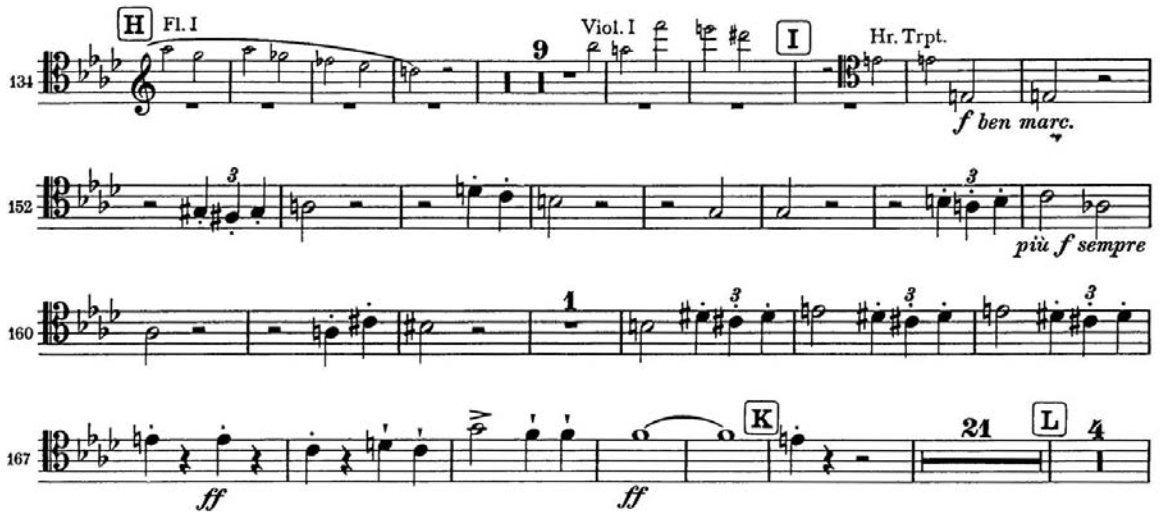 H Fl. I 9 Viol. I I Hr. Trpt.
134
f ben marc.
3 3
152
più f sempre
1 3 3 3
160
K 21 L 4
167
ff ff